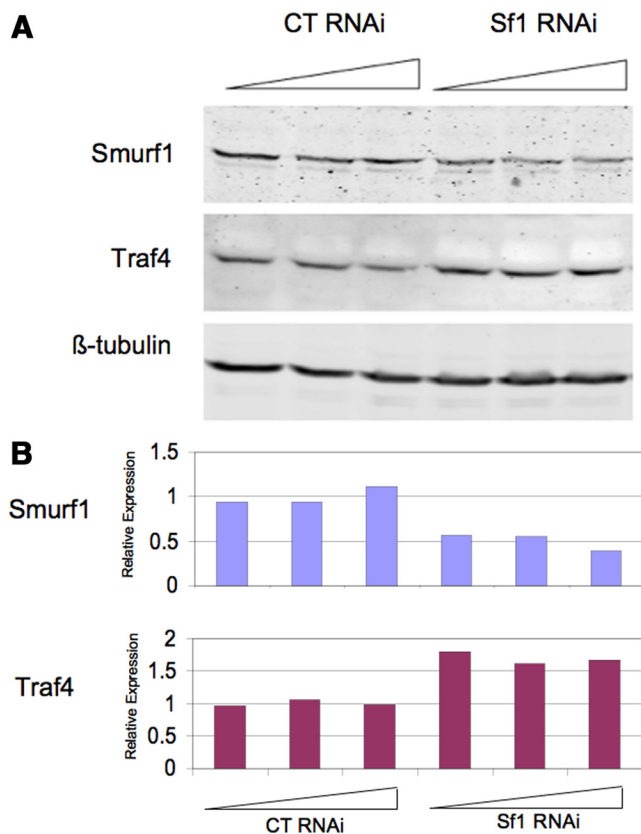 A
CT RNAi Sf1 RNAi
Smurf1
Traf4
ß-tubulin
B
Smurf1
Relative Expression
1.5
1
0.5
0
Traf4
Relative Expression
2
1.5
1
0.5
0
CT RNAi Sf1 RNAi